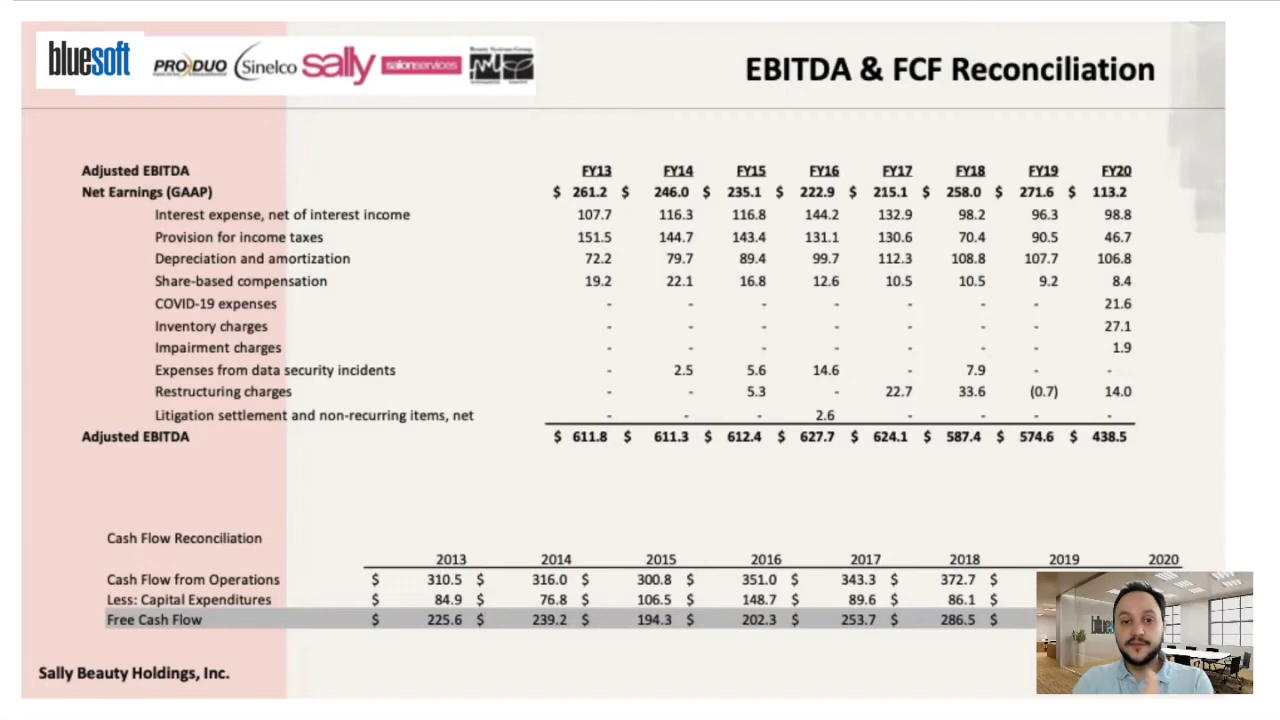 bluesoft PRODUO Sinelco sally salonservices
EBITDA & FCF Reconciliation
Adjusted EBITDA FY13 FY14 FY15 FY16 FY17 FY18 FY19 FY20
Net Earnings (GAAP) $ 261.2 $ 246.0 $ 235.1 $ 222.9 $ 215.1 $ 258.0 $ 271.6 $ 113.2
Interest expense, net of interest income 107.7 116.3 116.8 144.2 132.9 98.2 96.3 98.8
Provision for income taxes 151.5 144.7 143.4 131.1 130.6 70.4 90.5 46.7
Depreciation and amortization 72.2 79.7 89.4 99.7 112.3 108.8 107.7 106.8
Share-based compensation 19.2 22.1 16.8 12.6 10.5 10.5 9.2 8.4
COVID-19 expenses - - - - - - - 21.6
Inventory charges - - - - - - - 27.1
Impairment charges - - - - - - - 1.9
Expenses from data security incidents - 2.5 5.6 14.6 - 7.9 - -
Restructuring charges - - 5.3 - 22.7 33.6 (0.7) 14.0
Litigation settlement and non-recurring items, net - - - 2.6 - - - -
Adjusted EBITDA $ 611.8 $ 611.3 $ 612.4 $ 627.7 $ 624.1 $ 587.4 $ 574.6 $ 438.5
Cash Flow Reconciliation
2013 2014 2015 2016 2017 2018 2019 2020
Cash Flow from Operations $ 310.5 $ 316.0 $ 300.8 $ 351.0 $ 343.3 $ 372.7 $
Less: Capital Expenditures $ 84.9 $ 76.8 $ 106.5 $ 148.7 $ 89.6 $ 86.1 $
Free Cash Flow $ 225.6 $ 239.2 $ 194.3 $ 202.3 $ 253.7 $ 286.5 $
Sally Beauty Holdings, Inc.